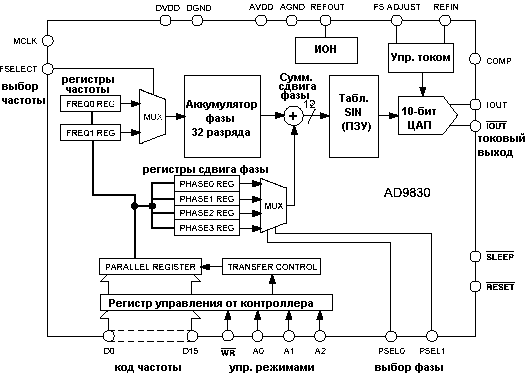 DVDD DGND AVDD AGND REFOUT FS ADJUST REFIN
MCLK
ИОН
Упр. током
COMP
FSELECT
выбор
частоты
регистры
частоты
FREQ0 REG
FREQ1 REG
MUX
Аккумулятор
фазы
32 разряда
Сумм.
сдвига
фазы
+
12
Табл.
SIN
(ПЗУ)
10-бит
ЦАП
IOUT
IOUT
токовый
выход
регистры сдвига фазы
PHASE0 REG
PHASE1 REG
PHASE2 REG
PHASE3 REG
MUX
AD9830
PARALLEL REGISTER
TRANSFER CONTROL
SLEEP
RESET
Регистр управления от контроллера
D0 D15 WR A0 A1 A2 PSEL0 PSEL1
код частоты упр. режимами выбор фазы